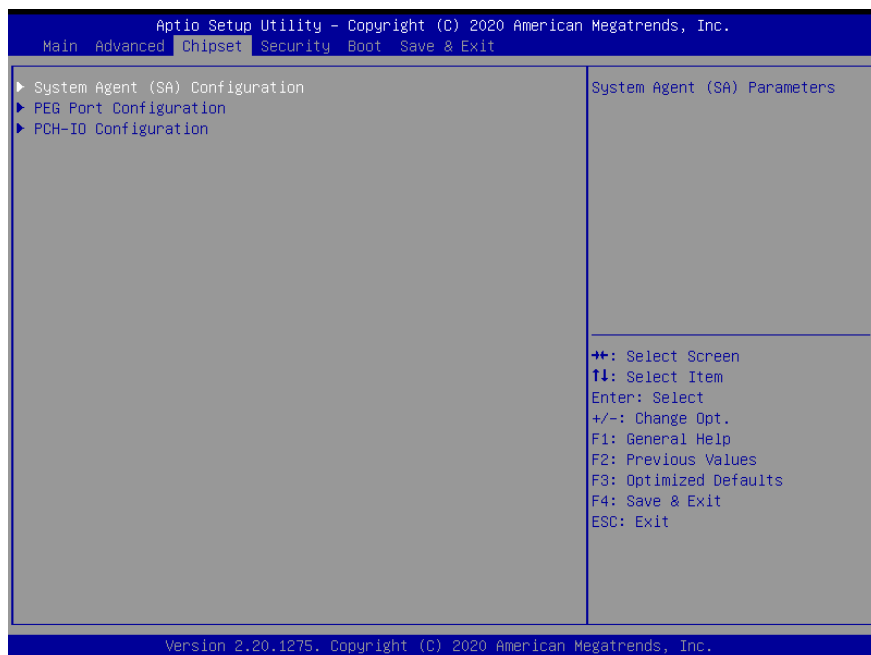 Aptio Setup Utility – Copyright (C) 2020 American Megatrends, Inc.
Main Advanced Chipset Security Boot Save & Exit
▶ System Agent (SA) Configuration
▶ PEG Port Configuration
▶ PCH-IO Configuration
System Agent (SA) Parameters
→←: Select Screen
↑↓: Select Item
Enter: Select
+/-: Change Opt.
F1: General Help
F2: Previous Values
F3: Optimized Defaults
F4: Save & Exit
ESC: Exit
Version 2.20.1275. Copyright (C) 2020 American Megatrends, Inc.